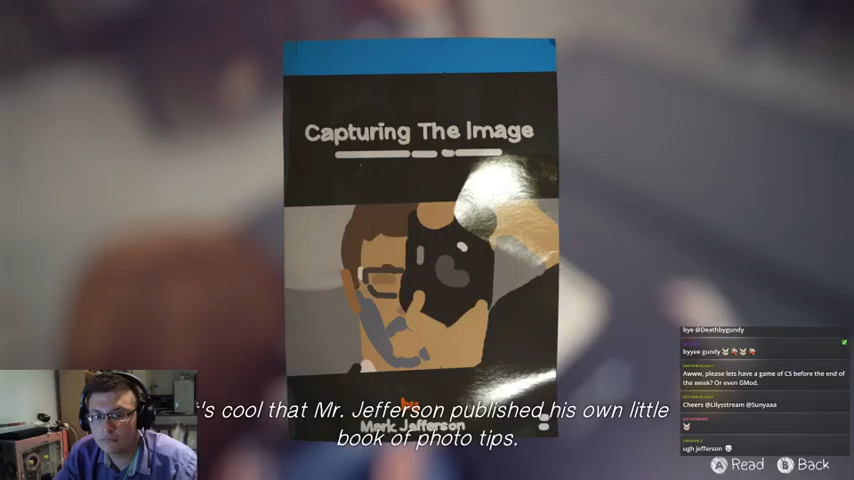 Capturing The Image
by
Mark Jefferson
's cool that Mr. Jefferson published his own little
book of photo tips.
bye @Deathbygundy
byyee gundy
Awww, please lets have a game of CS before the end of
the week? Or even GMod.
Cheers @Lilysstream @Sunyaaa
ugh jefferson
A Read B Back